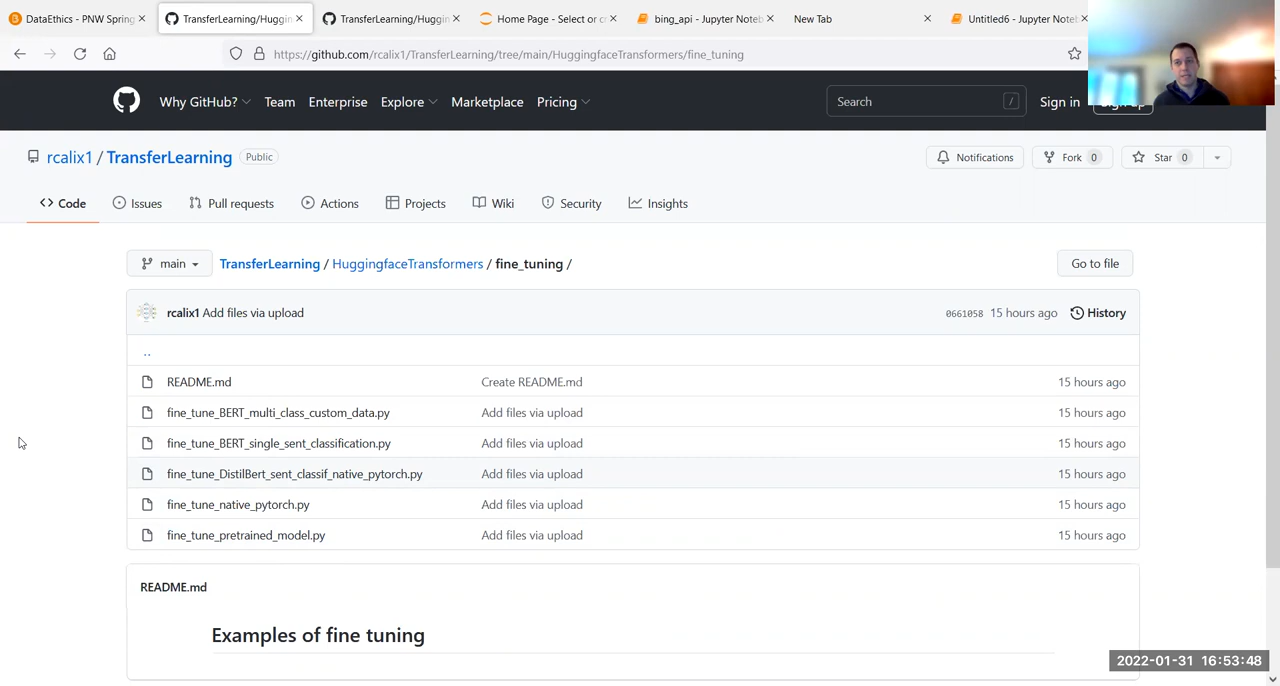 DataEthics - PNW Spring
TransferLearning/Huggin
TransferLearning/Huggin
Home Page - Select or c
bing_api - Jupyter Noteb
New Tab
Untitled6 - Jupyter Note
https://github.com/rcalix1/TransferLearning/tree/main/HuggingfaceTransformers/fine_tuning
Why GitHub? Team Enterprise Explore Marketplace Pricing
Search /
Sign in
Sign up
rcalix1 / TransferLearning Public
Notifications Fork 0 Star 0
Code Issues Pull requests Actions Projects Wiki Security Insights
main TransferLearning / HuggingfaceTransformers / fine_tuning / Go to file
rcalix1 Add files via upload 0661058 15 hours ago History
..
README.md Create README.md 15 hours ago
fine_tune_BERT_multi_class_custom_data.py Add files via upload 15 hours ago
fine_tune_BERT_single_sent_classification.py Add files via upload 15 hours ago
fine_tune_DistilBert_sent_classif_native_pytorch.py Add files via upload 15 hours ago
fine_tune_native_pytorch.py Add files via upload 15 hours ago
fine_tune_pretrained_model.py Add files via upload 15 hours ago
README.md
Examples of fine tuning
2022-01-31 16:53:48